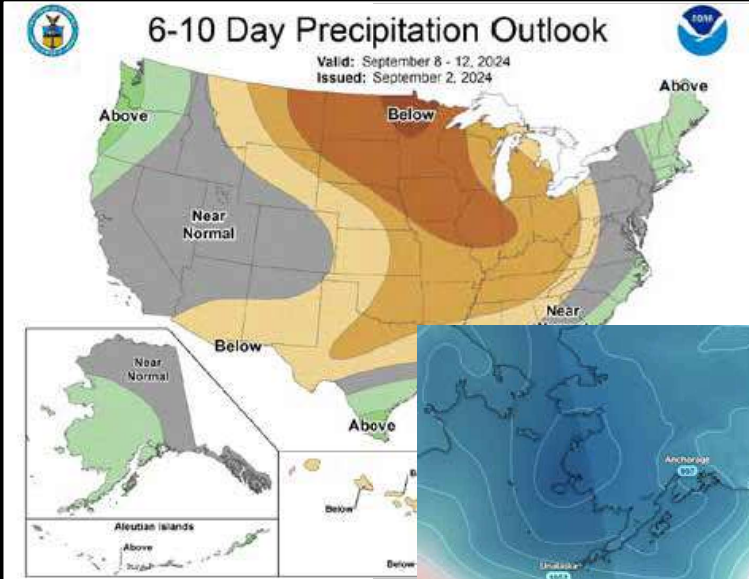 6-10 Day Precipitation Outlook
Valid: September 8 - 12, 2024
Issued: September 2, 2024
Above
Below
Above
Near
Normal
Near
Below
Near
Normal
Above
Anchorage
Below
Aleutian Islands
Above
Below
Unalaska